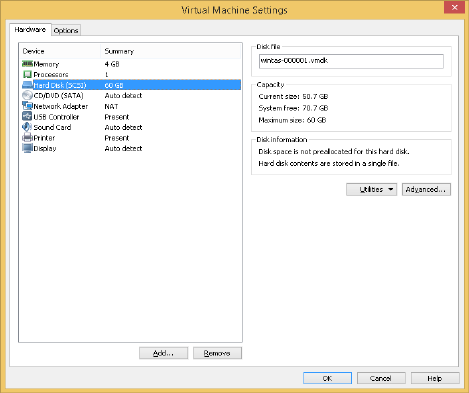 Virtual Machine Settings
Hardware
Options
Device Summary
Memory 4 GB
Processors 1
Hard Disk (SCSI) 60 GB
CD/DVD (SATA) Auto detect
Network Adapter NAT
USB Controller Present
Sound Card Auto detect
Printer Present
Display Auto detect
Add... Remove
Disk file
wintas-000001.vmdk
Capacity
Current size: 60.7 GB
System free: 78.7 GB
Maximum size: 60 GB
Disk information
Disk space is not preallocated for this hard disk.
Hard disk contents are stored in a single file.
Utilities Advanced...
OK Cancel Help